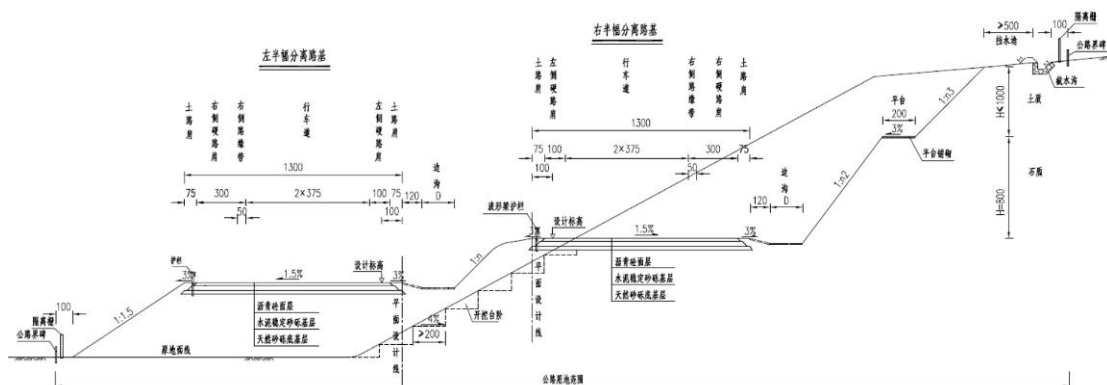 左半幅分离路基
右半幅分离路基
≥500
挡水埝
100
隔离栅
公路界碑
截水沟
土路肩
右侧硬路肩
右侧路缘带
行车道
左侧硬路肩
土路肩
1300
75
300
2×375
100
75
50
100
120
边沟
D
土路肩
左侧硬路肩
行车道
右侧路缘带
右侧硬路肩
土路肩
1300
75
100
2×375
300
75
50
100
120
边沟
D
平台
200
3%
平台铺砌
1:n3
1:n2
H<1000
土质
H=800
石质
波形梁护栏
设计标高
3%
1.5%
3%
沥青砼面层
水泥稳定砂砾基层
天然砂砾底基层
平面设计线
护栏
3%
1.5%
设计标高
3%
1:n
沥青砼面层
水泥稳定砂砾基层
天然砂砾底基层
平面设计线
4%
≥200
开挖台阶
100
隔离栅
公路界碑
1:1.5
原地面线
公路用地范围